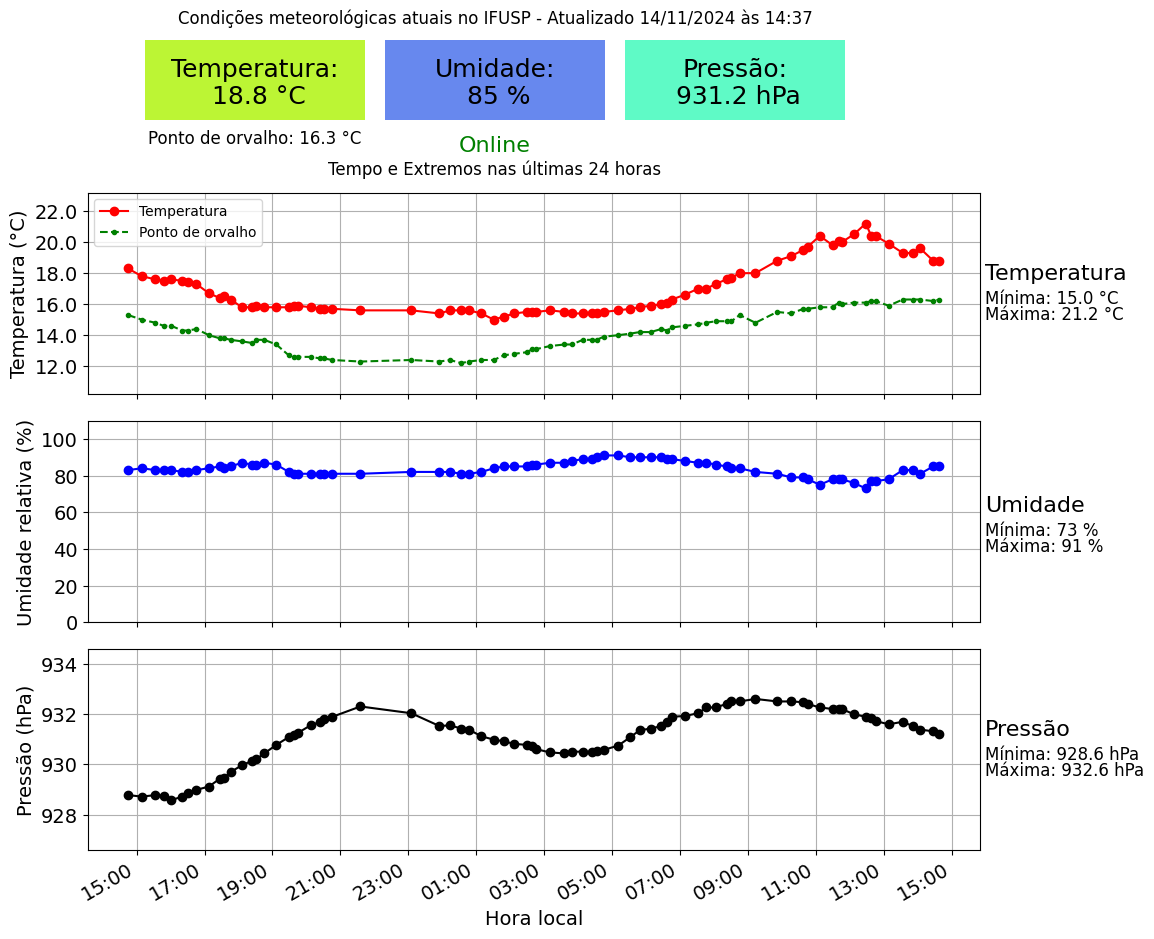 Condições meteorológicas atuais no IFUSP - Atualizado 14/11/2024 às 14:37
Temperatura:
18.8 °C
Umidade:
85 %
Pressão:
931.2 hPa
Ponto de orvalho: 16.3 °C
Online
Tempo e Extremos nas últimas 24 horas
Temperatura (°C)
22.0
20.0
18.0
16.0
14.0
12.0
Temperatura
Ponto de orvalho
Temperatura
Mínima: 15.0 °C
Máxima: 21.2 °C
Umidade relativa (%)
100
80
60
40
20
0
Umidade
Mínima: 73 %
Máxima: 91 %
Pressão (hPa)
934
932
930
928
Pressão
Mínima: 928.6 hPa
Máxima: 932.6 hPa
15:00
17:00
19:00
21:00
23:00
01:00
03:00
05:00
07:00
09:00
11:00
13:00
15:00
Hora local